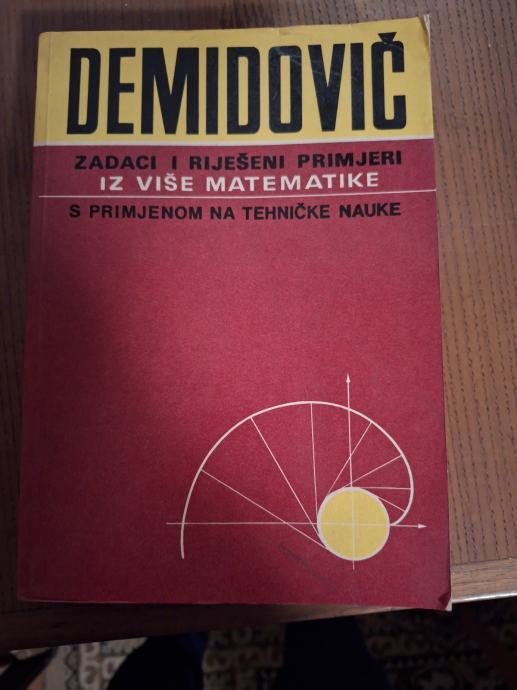 DEMIDOVIČ
ZADACI I RIJEŠENI PRIMJERI
IZ VIŠE MATEMATIKE
S PRIMJENOM NA TEHNIČKE NAUKE